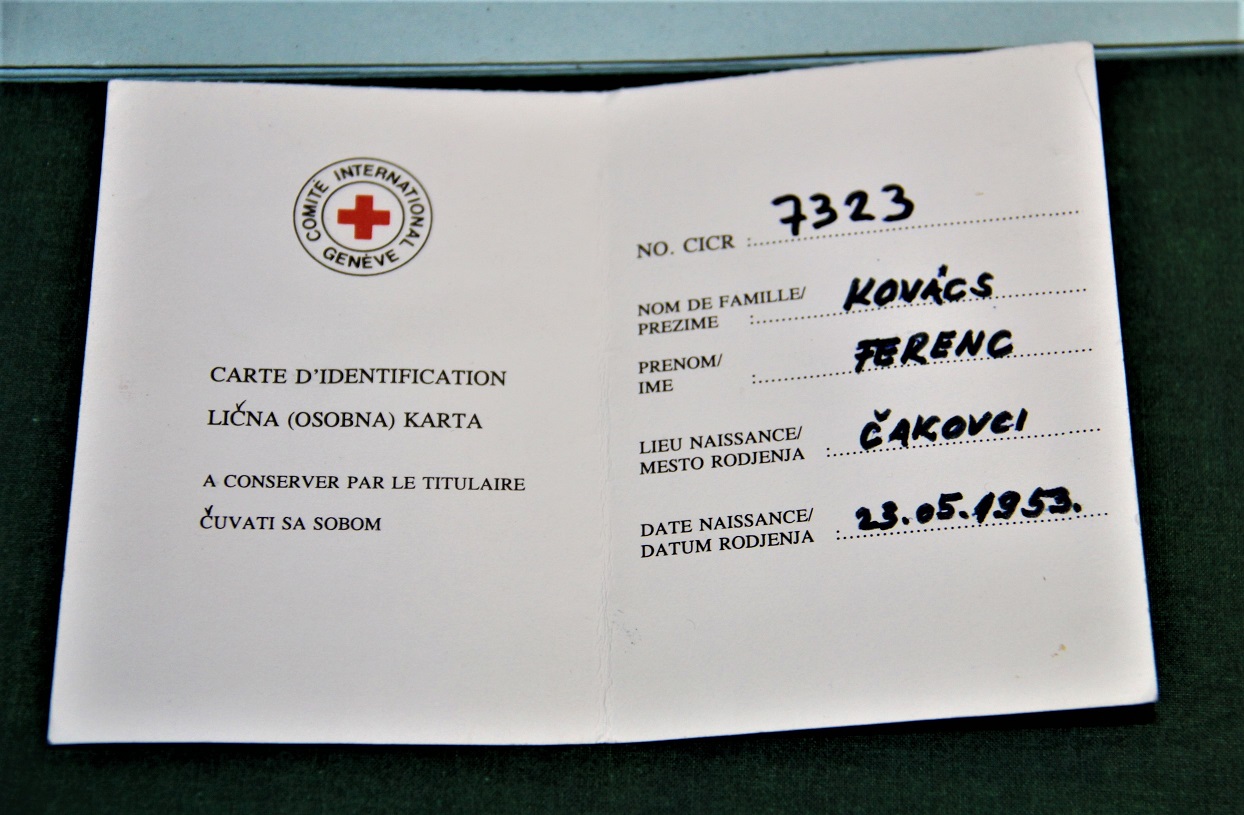 COMITÉ INTERNATIONAL GENÈVE
CARTE D'IDENTIFICATION
LIČNA (OSOBNA) KARTA
A CONSERVER PAR LE TITULAIRE
ČUVATI SA SOBOM
NO. CICR : 7323
NOM DE FAMILLE/
PREZIME : KOVÁCS
PRENOM/
IME : FERENC
LIEU NAISSANCE/
MESTO RODJENJA : ČAKOVCI
DATE NAISSANCE/
DATUM RODJENJA : 23.05.1953.